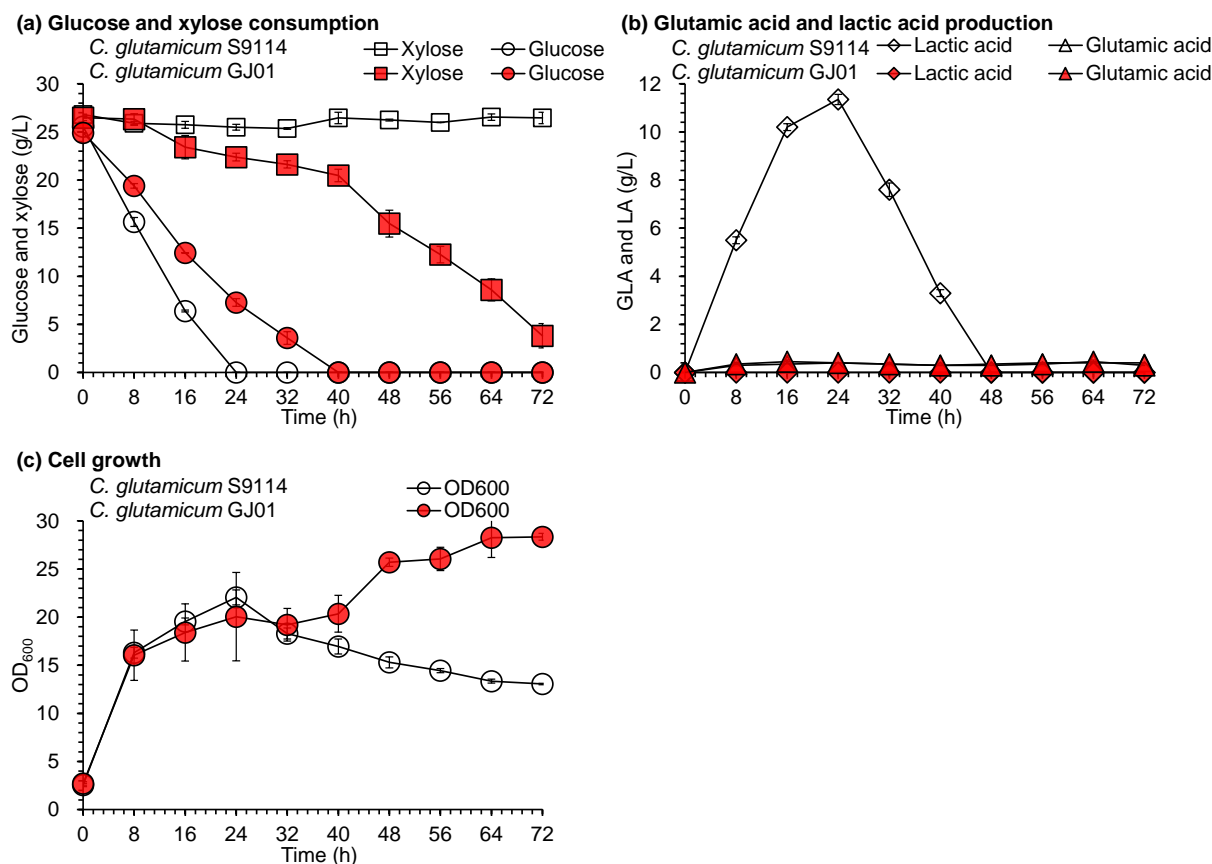 (a) Glucose and xylose consumption
C. glutamicum S9114 Xylose Glucose
C. glutamicum GJ01 Xylose Glucose
Glucose and xylose (g/L)
30
25
20
15
10
5
0
0 8 16 24 32 40 48 56 64 72
Time (h)
(b) Glutamic acid and lactic acid production
C. glutamicum S9114 Lactic acid Glutamic acid
C. glutamicum GJ01 Lactic acid Glutamic acid
GLA and LA (g/L)
12
10
8
6
4
2
0
0 8 16 24 32 40 48 56 64 72
Time (h)
(c) Cell growth
C. glutamicum S9114 OD600
C. glutamicum GJ01 OD600
OD600
30
25
20
15
10
5
0
0 8 16 24 32 40 48 56 64 72
Time (h)